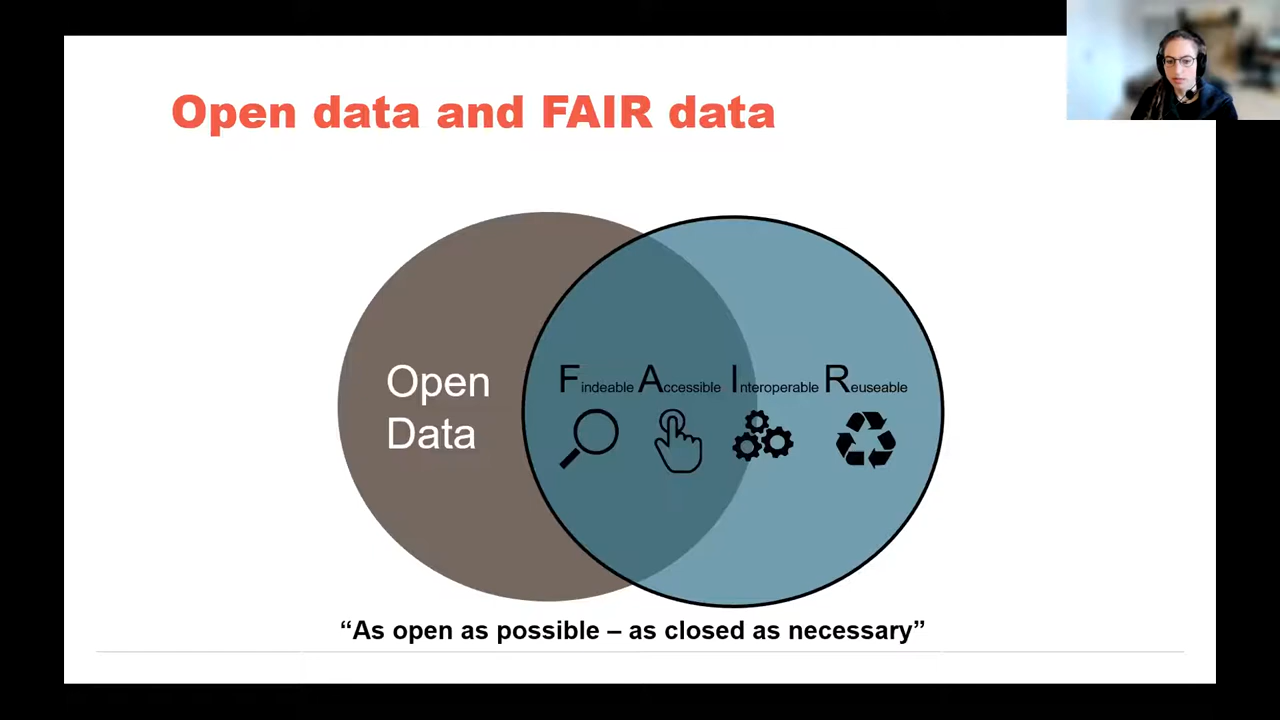 Open data and FAIR data
Open
Data
Findeable Accessible Interoperable Reuseable
“As open as possible – as closed as necessary”